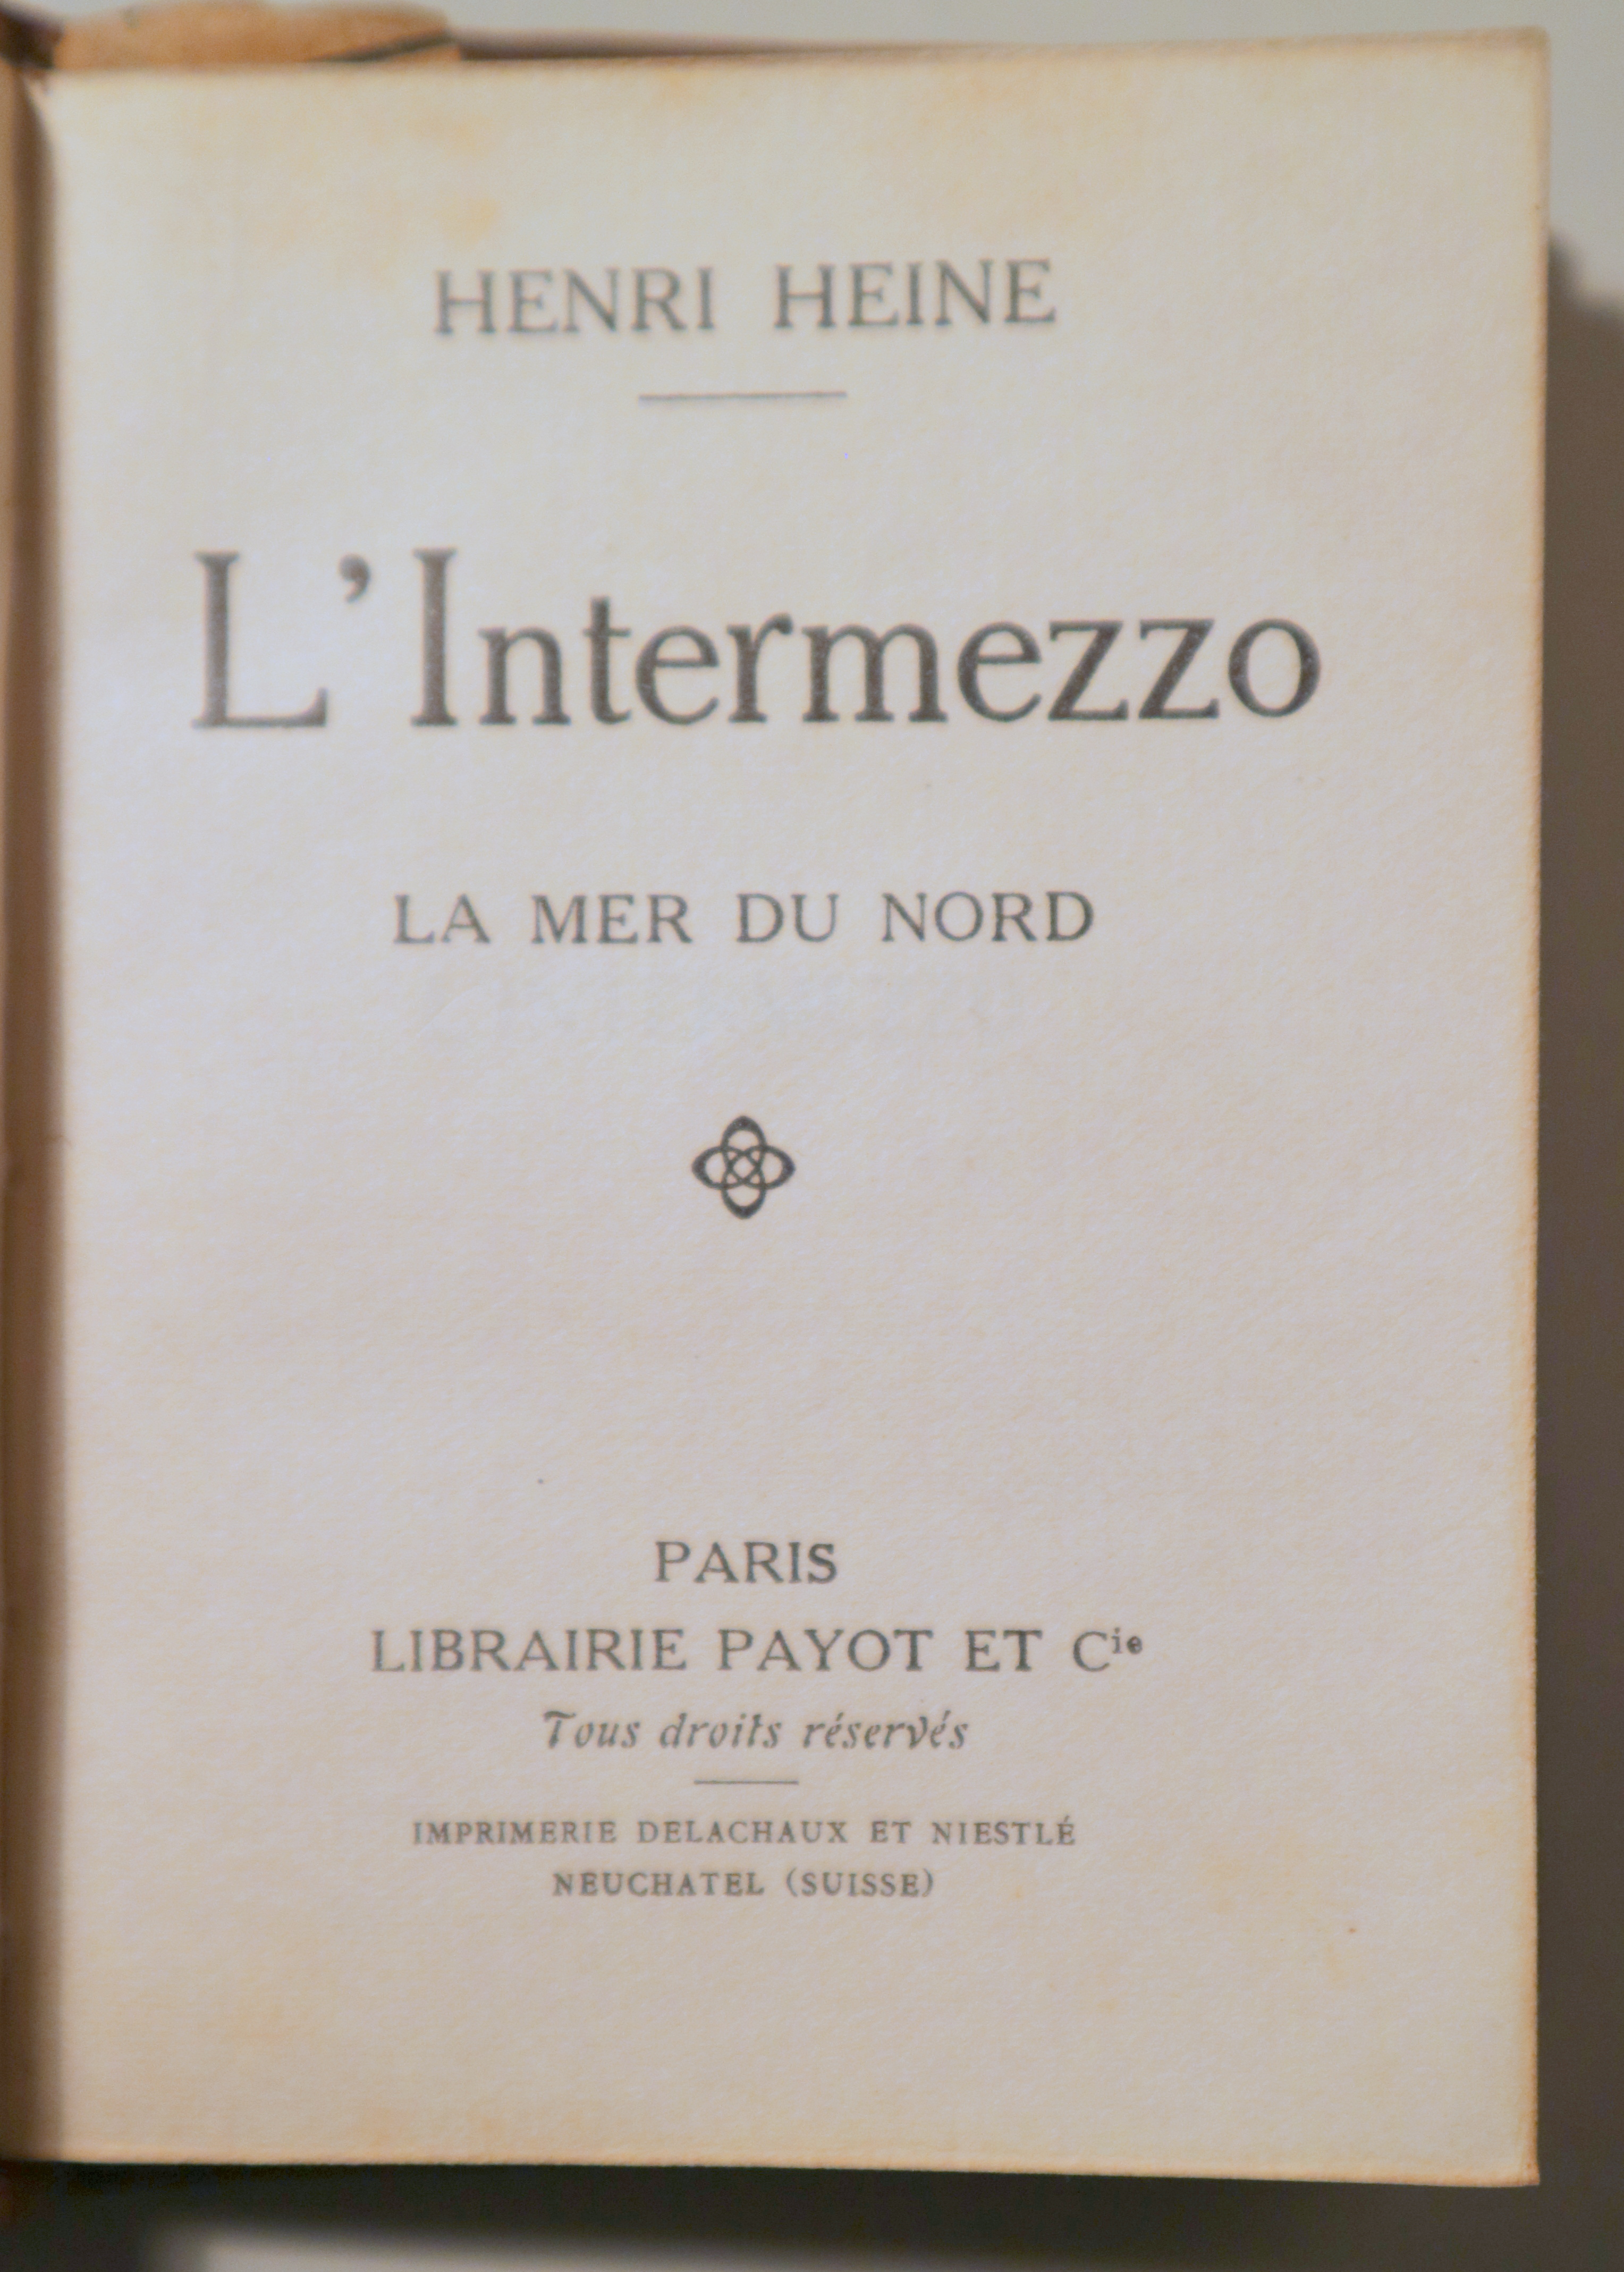 HENRI HEINE
L'Intermezzo
LA MER DU NORD
PARIS
LIBRAIRIE PAYOT ET Cie
Tous droits réservés
IMPRIMERIE DELACHAUX ET NIESTLÉ
NEUCHATEL (SUISSE)